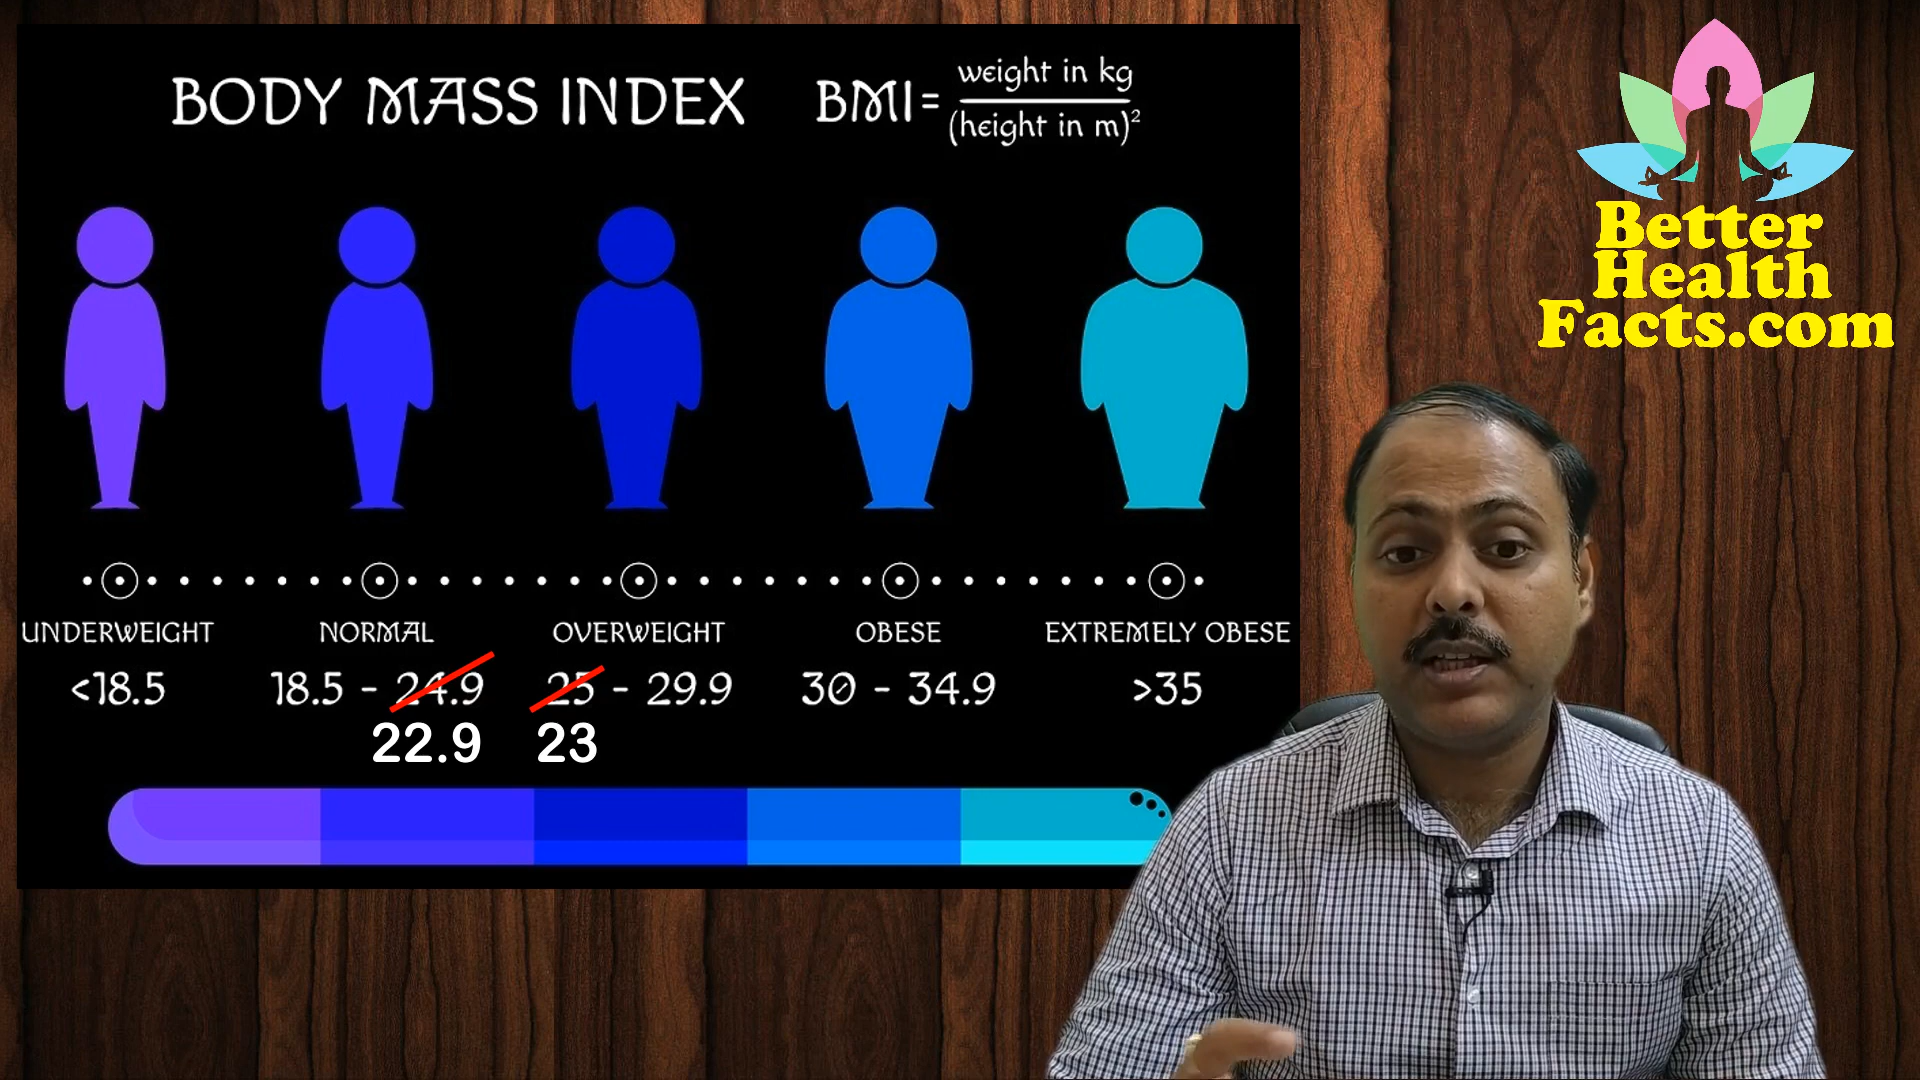 BODY MASS INDEX
BMI = weight in kg
(height in m)²
Better
Health
Facts.com
UNDERWEIGHT
NORMAL
OVERWEIGHT
OBESE
EXTREMELY OBESE
<18.5
18.5 - 24.9
25 - 29.9
30 - 34.9
>35
22.9
23